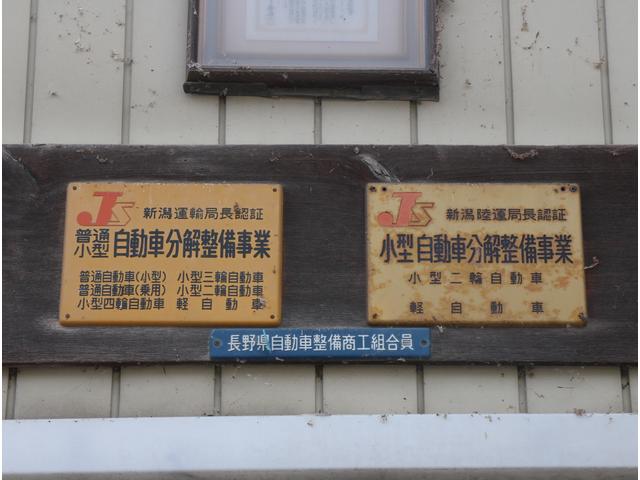 JS 新潟運輸局長認証
普通
小型 自動車分解整備事業
普通自動車(小型) 小型三輪自動車
普通自動車(乗用) 小型二輪自動車
小型四輪自動車 軽自動車
JS 新潟陸運局長認証
小型自動車分解整備事業
小型二輪自動車
軽自動車
長野県自動車整備商工組合員